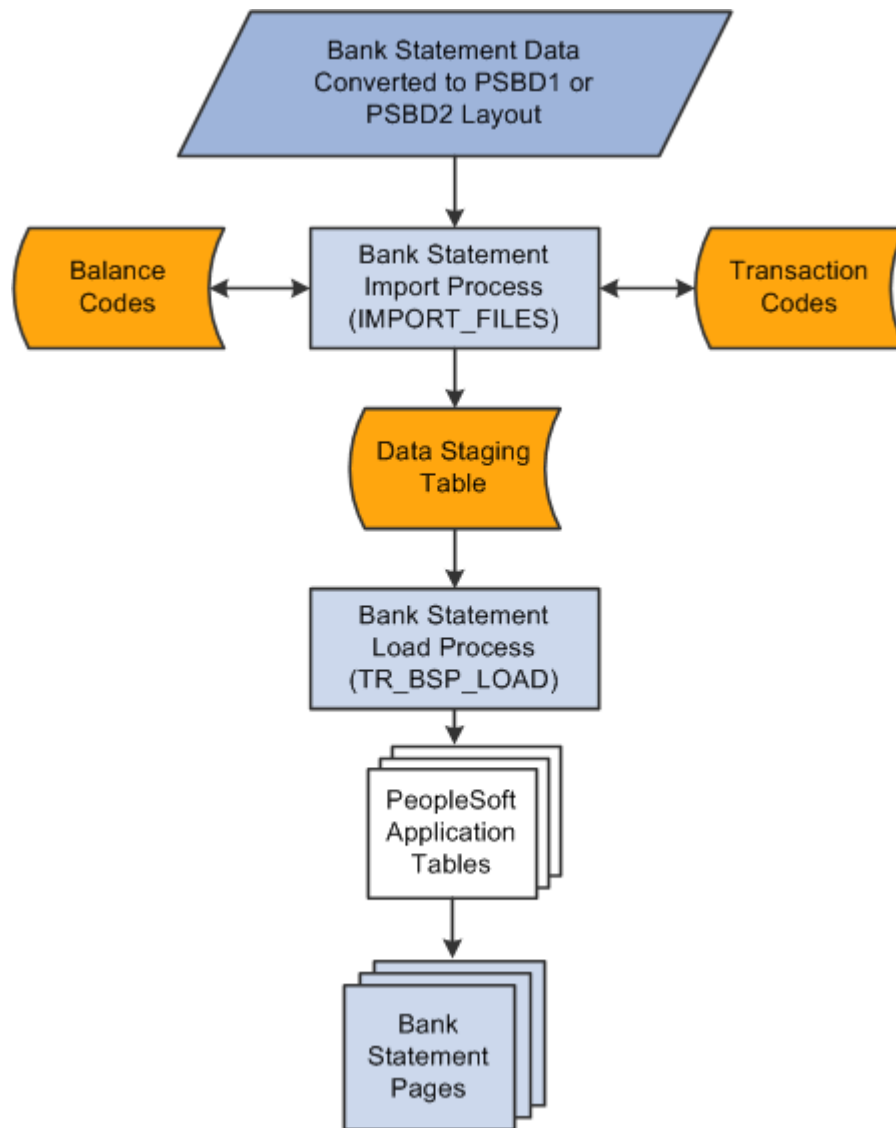 Bank Statement Data
Converted to PSBD1 or
PSBD2 Layout
Balance
Codes
Bank Statement
Import Process
(IMPORT_FILES)
Transaction
Codes
Data Staging
Table
Bank Statement
Load Process
(TR_BSP_LOAD)
PeopleSoft
Application
Tables
Bank
Statement
Pages